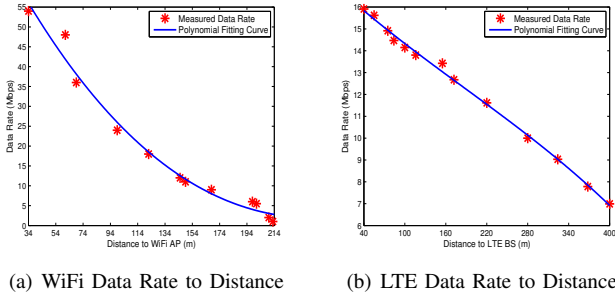 Measured Data Rate
Polynomial Fitting Curve
Data Rate (Mbps)
55
50
45
40
35
30
25
20
15
10
5
0
34 54 74 94 114 134 154 174 194 214
Distance to WiFi AP (m)
(a) WiFi Data Rate to Distance
Measured Data Rate
Polynomial Fitting Curve
Data Rate (Mbps)
16
15
14
13
12
11
10
9
8
7
6
40 100 160 220 280 340 400
Distance to LTE BS (m)
(b) LTE Data Rate to Distance